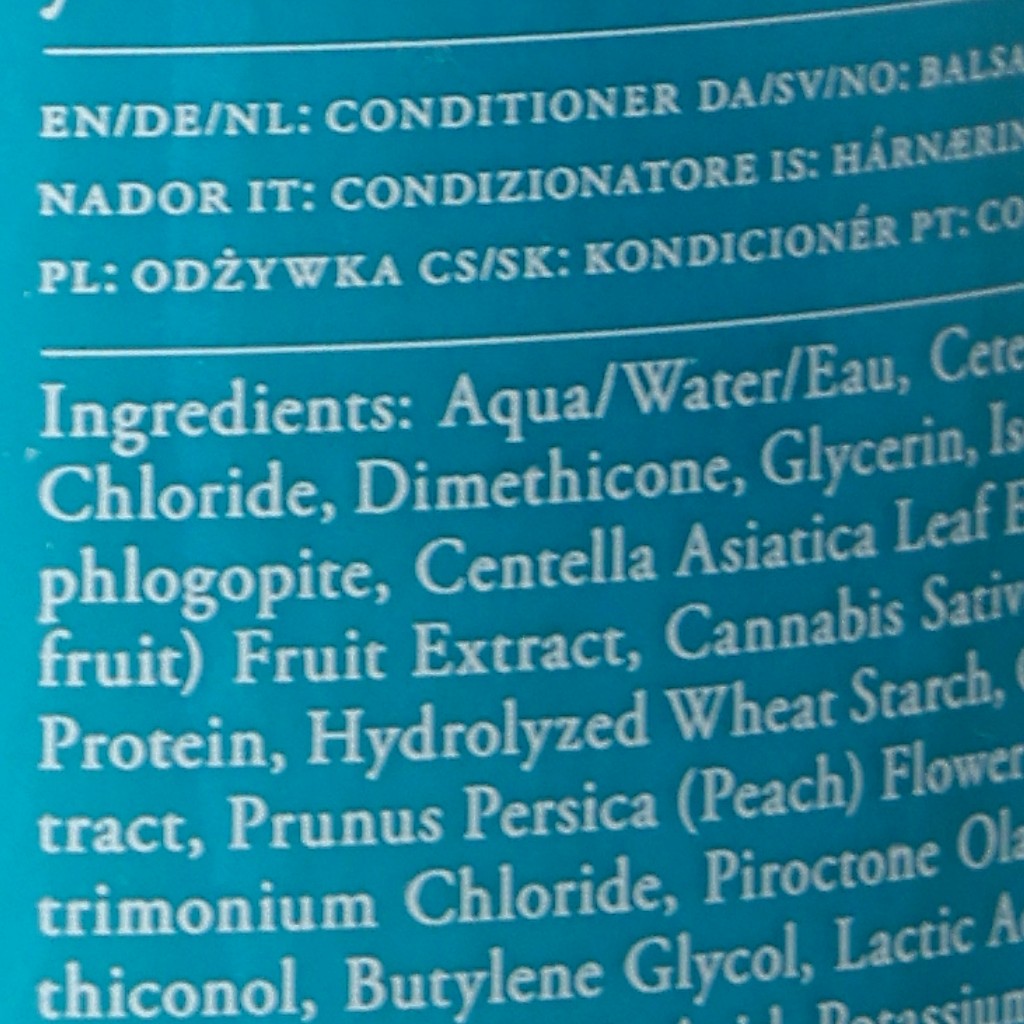 EN/DE/NL: CONDITIONER DA/SV/NO: BALSA
NADOR IT: CONDIZIONATORE IS: HÁRNÆRIN
PL: ODŻYWKA CS/SK: KONDICIONÉR PT: CO
Ingredients: Aqua/Water/Eau, Cete
Chloride, Dimethicone, Glycerin, Is
phlogopite, Centella Asiatica Leaf E
fruit) Fruit Extract, Cannabis Sativ
Protein, Hydrolyzed Wheat Starch,
tract, Prunus Persica (Peach) Flower
trimonium Chloride, Piroctone Ola
thiconol, Butylene Glycol, Lactic A
Potassium